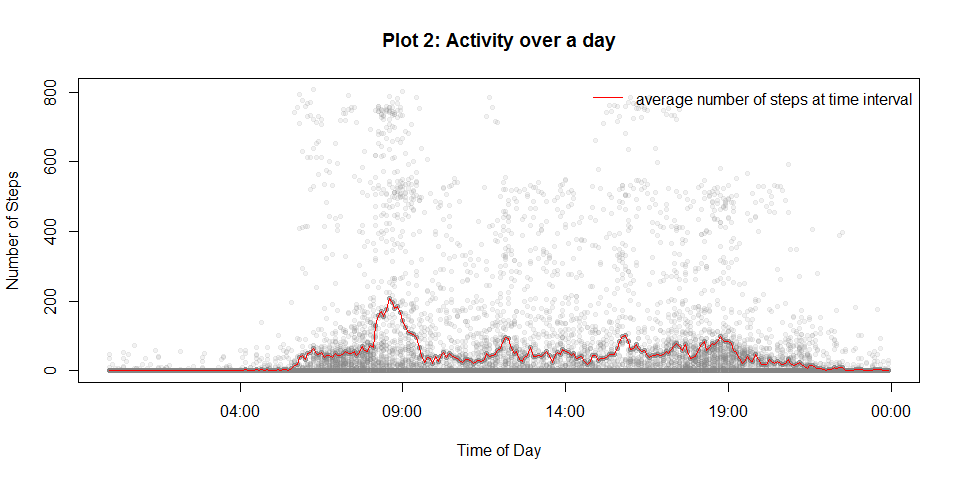 Plot 2: Activity over a day
average number of steps at time interval
800
600
400
200
0
Number of Steps
04:00 09:00 14:00 19:00 00:00
Time of Day